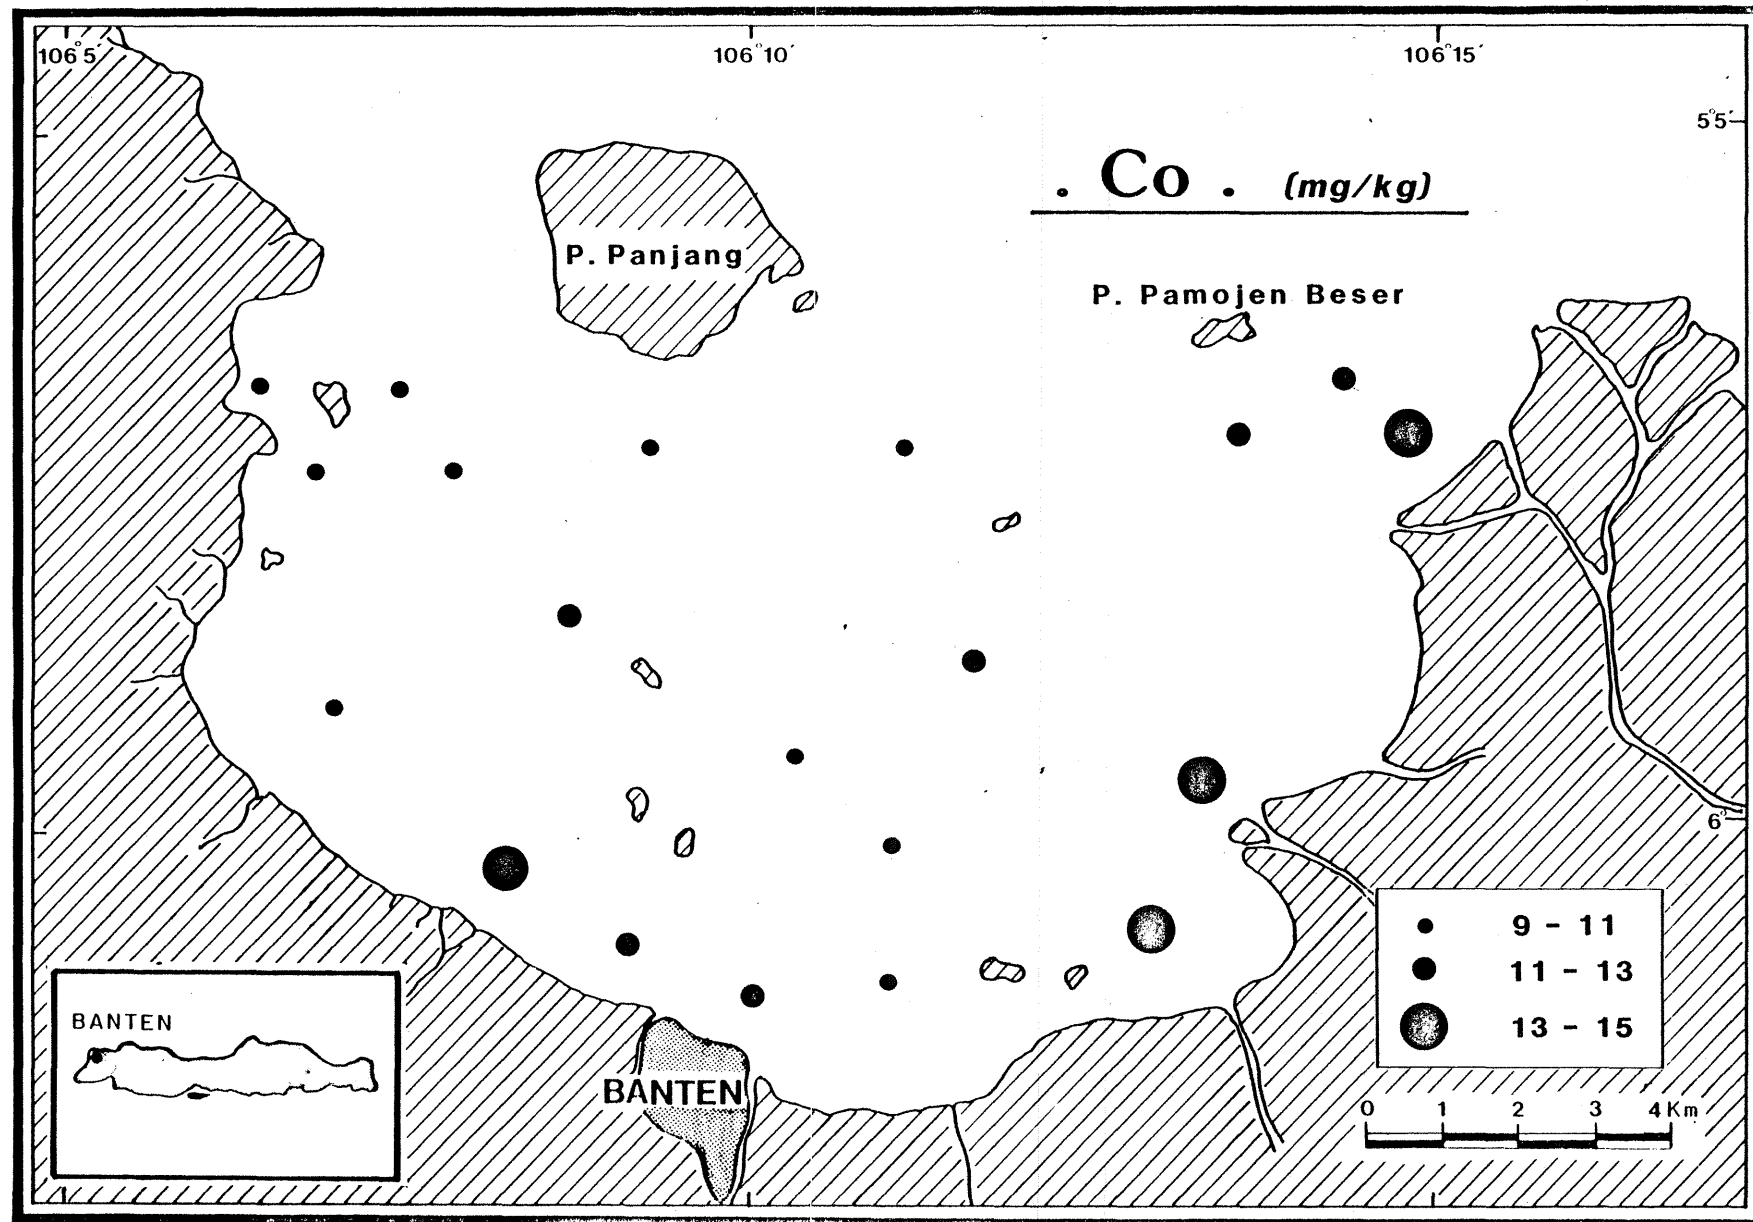 106°5′ 106°10′ 106°15′
5°5′
. Co . (mg/kg)
P. Panjang
P. Pamojen Beser
6°
9 - 11
11 - 13
13 - 15
BANTEN
BANTEN
0 1 2 3 4 Km